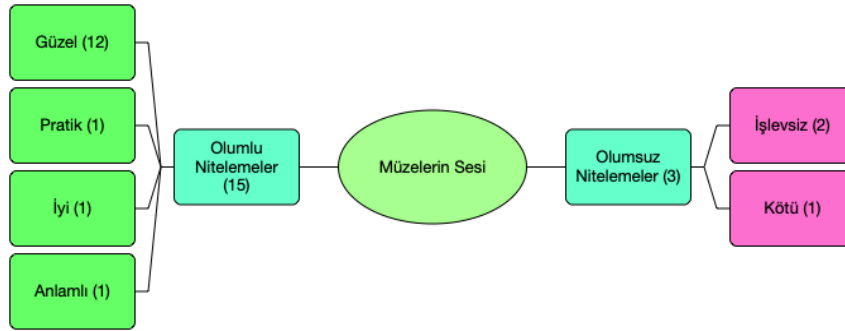 Güzel (12)
Pratik (1)
İyi (1)
Anlamlı (1)
Olumlu
Nitelemeler
(15)
Müzelerin Sesi
Olumsuz
Nitelemeler (3)
İşlevsiz (2)
Kötü (1)